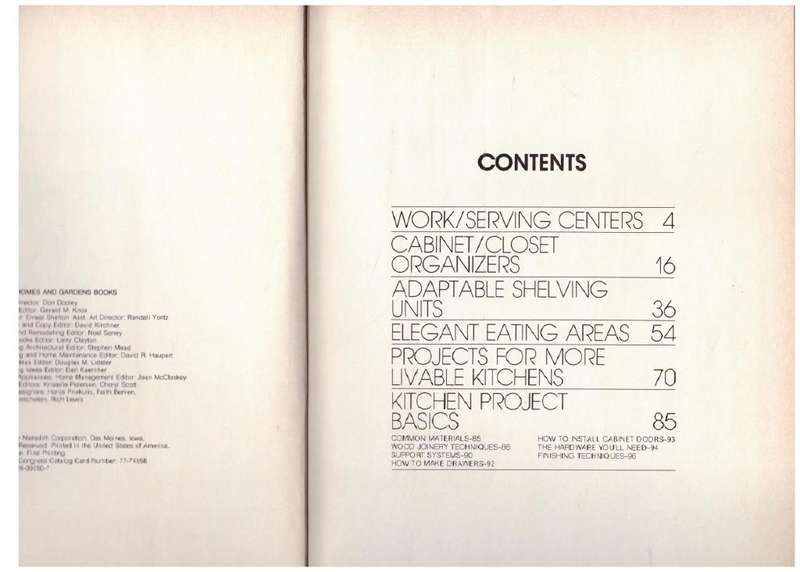 HOMES AND GARDENS BOOKS
Director: Don Dooley
Editor: Gerald M. Knox
Ernest Shelton Asst. Art Director: Randall Yontz
and Copy Editor: David Kirchner
Remodeling Editor: Noel Seney
Editor: Larry Clayton
Architectural Editor: Stephen Mead
and Home Maintenance Editor: David R. Haupert
Ideas Editor: Douglas M. Lidster
Ideas Editor: Dan Kaercher
Appliances, Home Management Editor: Joan McCloskey
Editors: Kristelle Petersen, Cheryl Scott
Designers: Harijs Priekulis, Faith Berven,
Rich Lewis
Meredith Corporation, Des Moines, Iowa.
Reserved. Printed in the United States of America.
First Printing
Congress Catalog Card Number:
CONTENTS
WORK/SERVING CENTERS 4
CABINET/CLOSET
ORGANIZERS 16
ADAPTABLE SHELVING
UNITS 36
ELEGANT EATING AREAS 54
PROJECTS FOR MORE
LIVABLE KITCHENS 70
KITCHEN PROJECT
BASICS 85
COMMON MATERIALS-85
WOOD JOINERY TECHNIQUES-86
SUPPORT SYSTEMS-90
HOW TO MAKE DRAWERS-92
HOW TO INSTALL CABINET DOORS-93
THE HARDWARE YOU'LL NEED-94
FINISHING TECHNIQUES-96